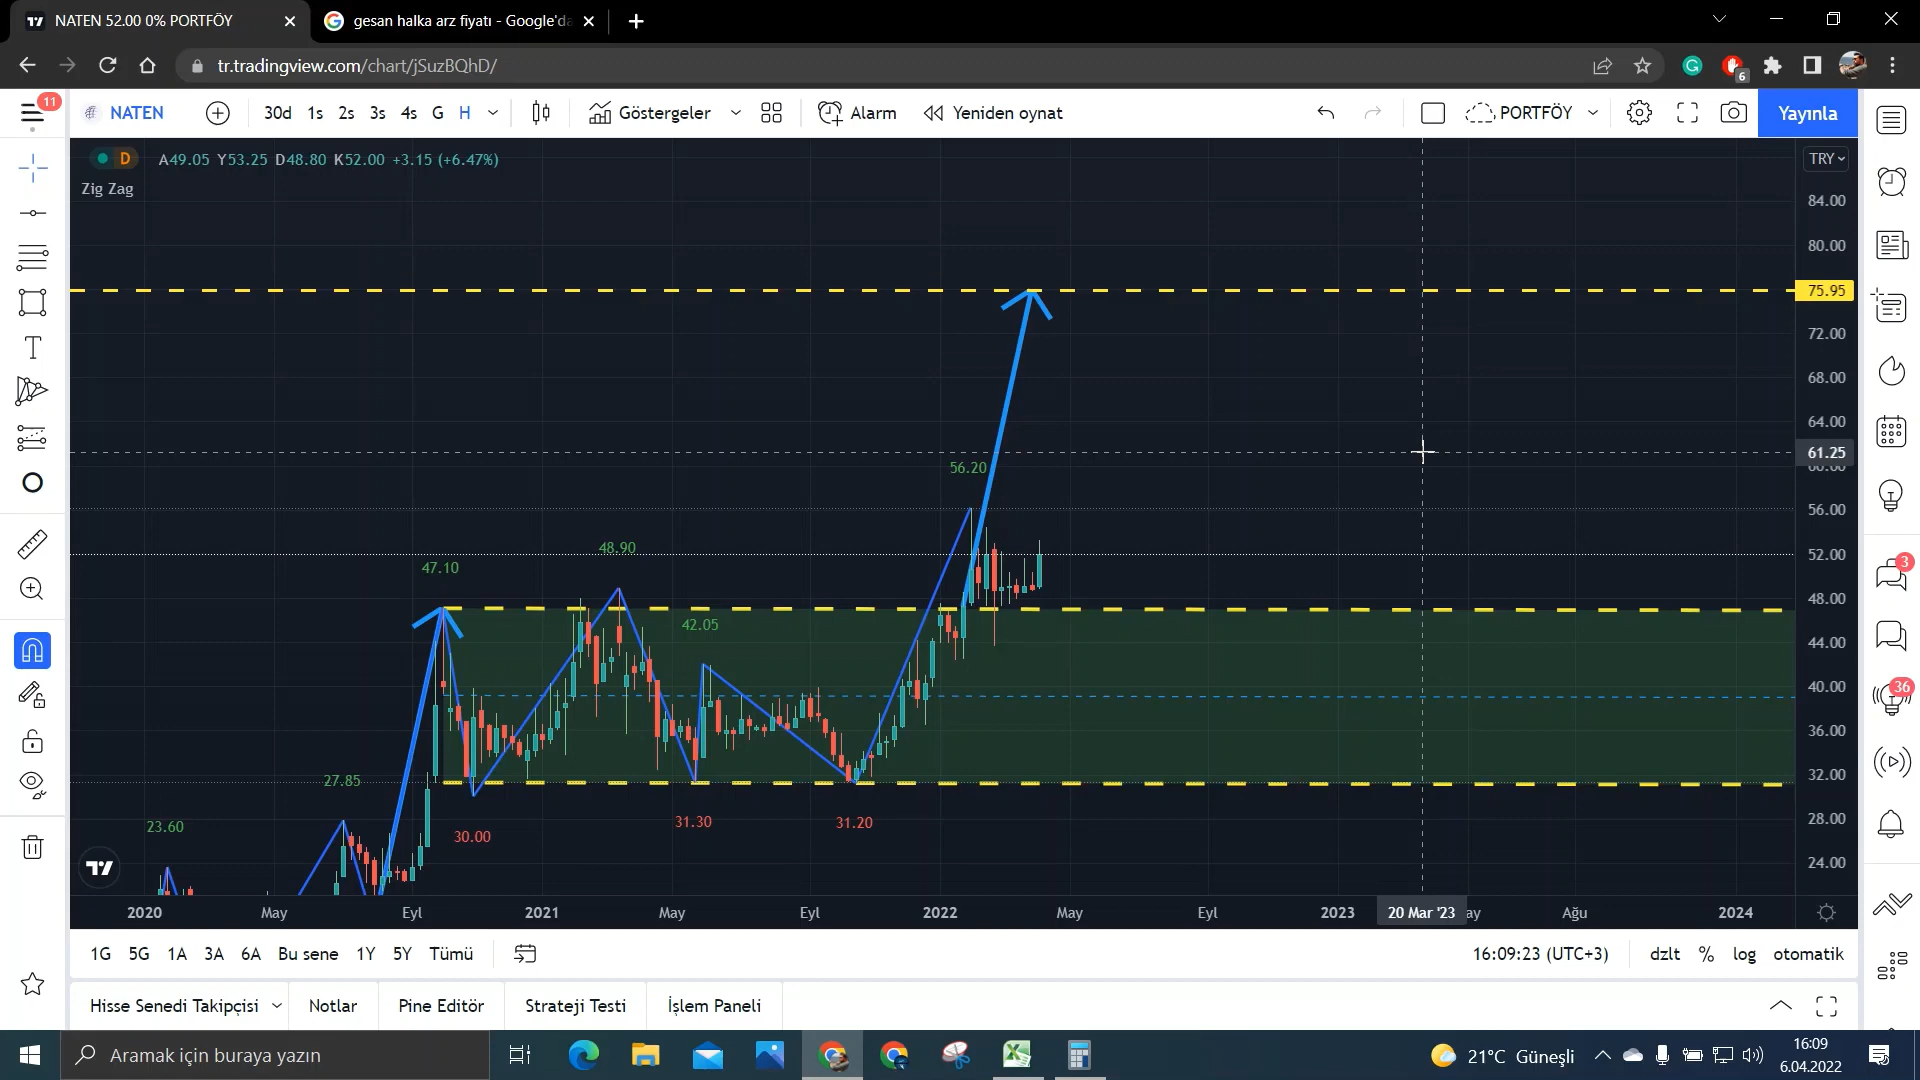 NATEN 52.00 0% PORTFÖY
gesan halka arz fiyatı - Google'da
tr.tradingview.com/chart/jSuzBQhD/
6
11
NATEN
30d 1s 2s 3s 4s G H
Göstergeler
Alarm
Yeniden oynat
PORTFÖY
Yayınla
D A49.05 Y53.25 D48.80 K52.00 +3.15 (+6.47%)
TRY
Zig Zag
84.00
80.00
75.95
72.00
68.00
64.00
61.25
60.00
56.20
56.00
52.00
48.90
47.10
48.00
42.05
44.00
40.00
36.00
27.85
32.00
23.60
30.00
31.30
31.20
28.00
24.00
3
36
2020 May Eyl 2021 May Eyl 2022 May Eyl 2023 20 Mar '23 ay Ağu 2024
1G 5G 1A 3A 6A Bu sene 1Y 5Y Tümü
16:09:23 (UTC+3) dzlt % log otomatik
Hisse Senedi Takipçisi Notlar Pine Editör Strateji Testi İşlem Paneli
Aramak için buraya yazın
21°C Güneşli
16:09
6.04.2022